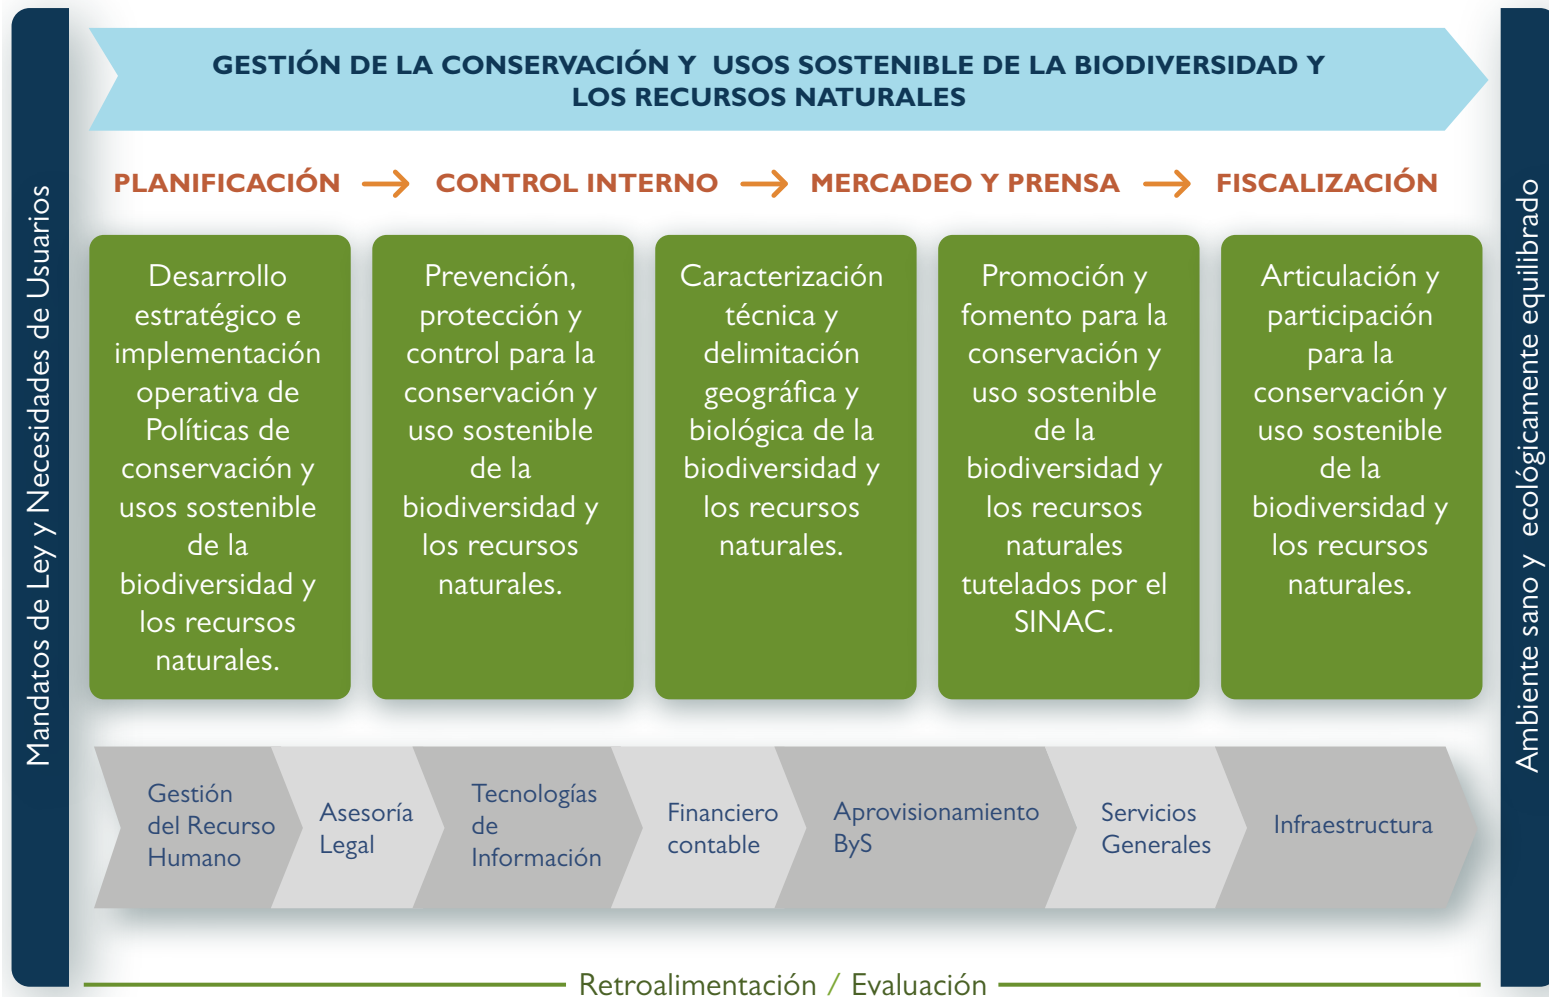 Mandatos de Ley y Necesidades de Usuarios
GESTIÓN DE LA CONSERVACIÓN Y USOS SOSTENIBLE DE LA BIODIVERSIDAD Y
LOS RECURSOS NATURALES
PLANIFICACIÓN → CONTROL INTERNO → MERCADEO Y PRENSA → FISCALIZACIÓN
Desarrollo
estratégico e
implementación
operativa de
Políticas de
conservación y
usos sostenible
de la
biodiversidad y
los recursos
naturales.
Prevención,
protección y
control para la
conservación y
uso sostenible
de la
biodiversidad y
los recursos
naturales.
Caracterización
técnica y
delimitación
geográfica y
biológica de la
biodiversidad y
los recursos
naturales.
Promoción y
fomento para la
conservación y
uso sostenible
de la
biodiversidad y
los recursos
naturales
tutelados por el
SINAC.
Articulación y
participación
para la
conservación y
uso sostenible
de la
biodiversidad y
los recursos
naturales.
Gestión
del Recurso
Humano
Asesoría
Legal
Tecnologías
de
Información
Financiero
contable
Aprovisionamiento
ByS
Servicios
Generales
Infraestructura
Retroalimentación / Evaluación
Ambiente sano y ecológicamente equilibrado